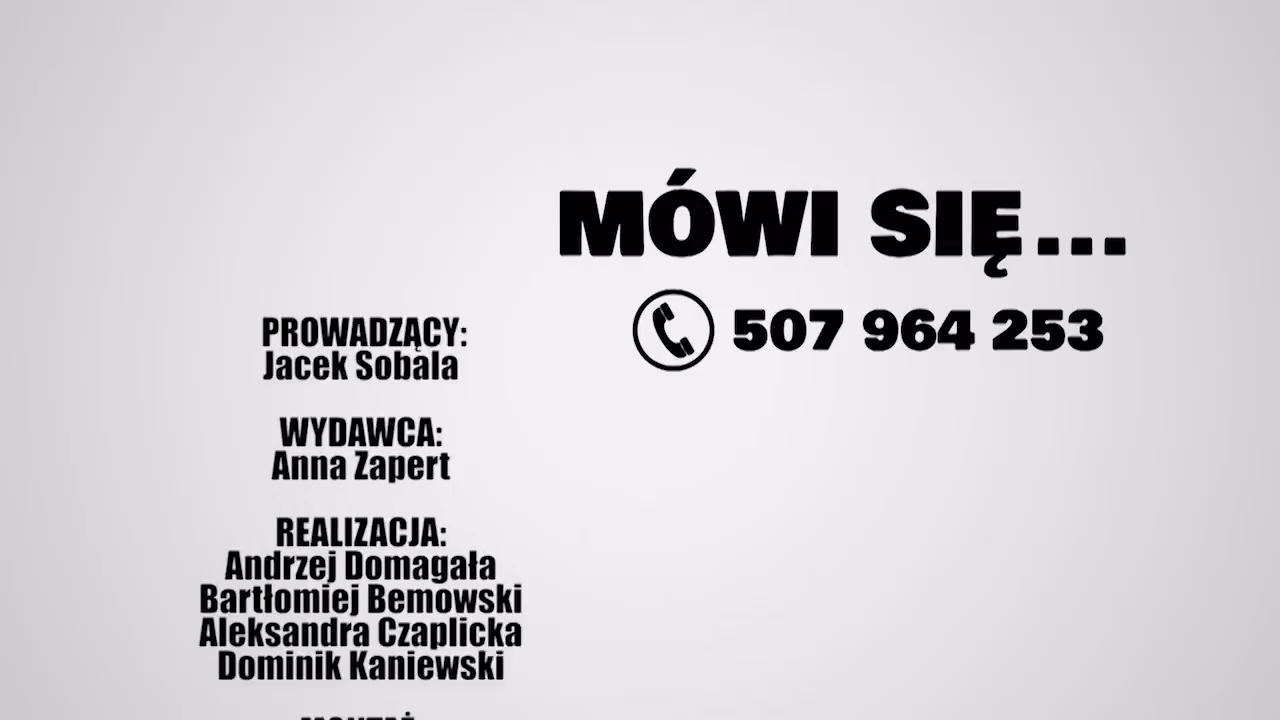 MÓWI SIĘ...
507 964 253
PROWADZĄCY:
Jacek Sobala
WYDAWCA:
Anna Zapert
REALIZACJA:
Andrzej Domagała
Bartłomiej Bemowski
Aleksandra Czaplicka
Dominik Kaniewski